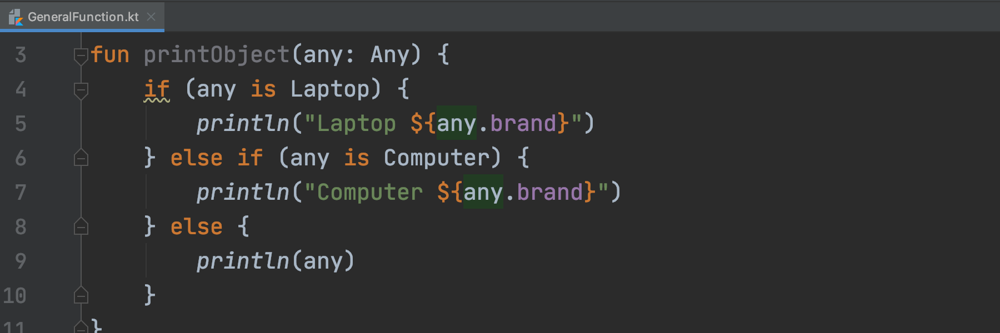 GeneralFunction.kt
3 fun printObject(any: Any) {
4 if (any is Laptop) {
5 println("Laptop ${any.brand}")
6 } else if (any is Computer) {
7 println("Computer ${any.brand}")
8 } else {
9 println(any)
10 }
11 }